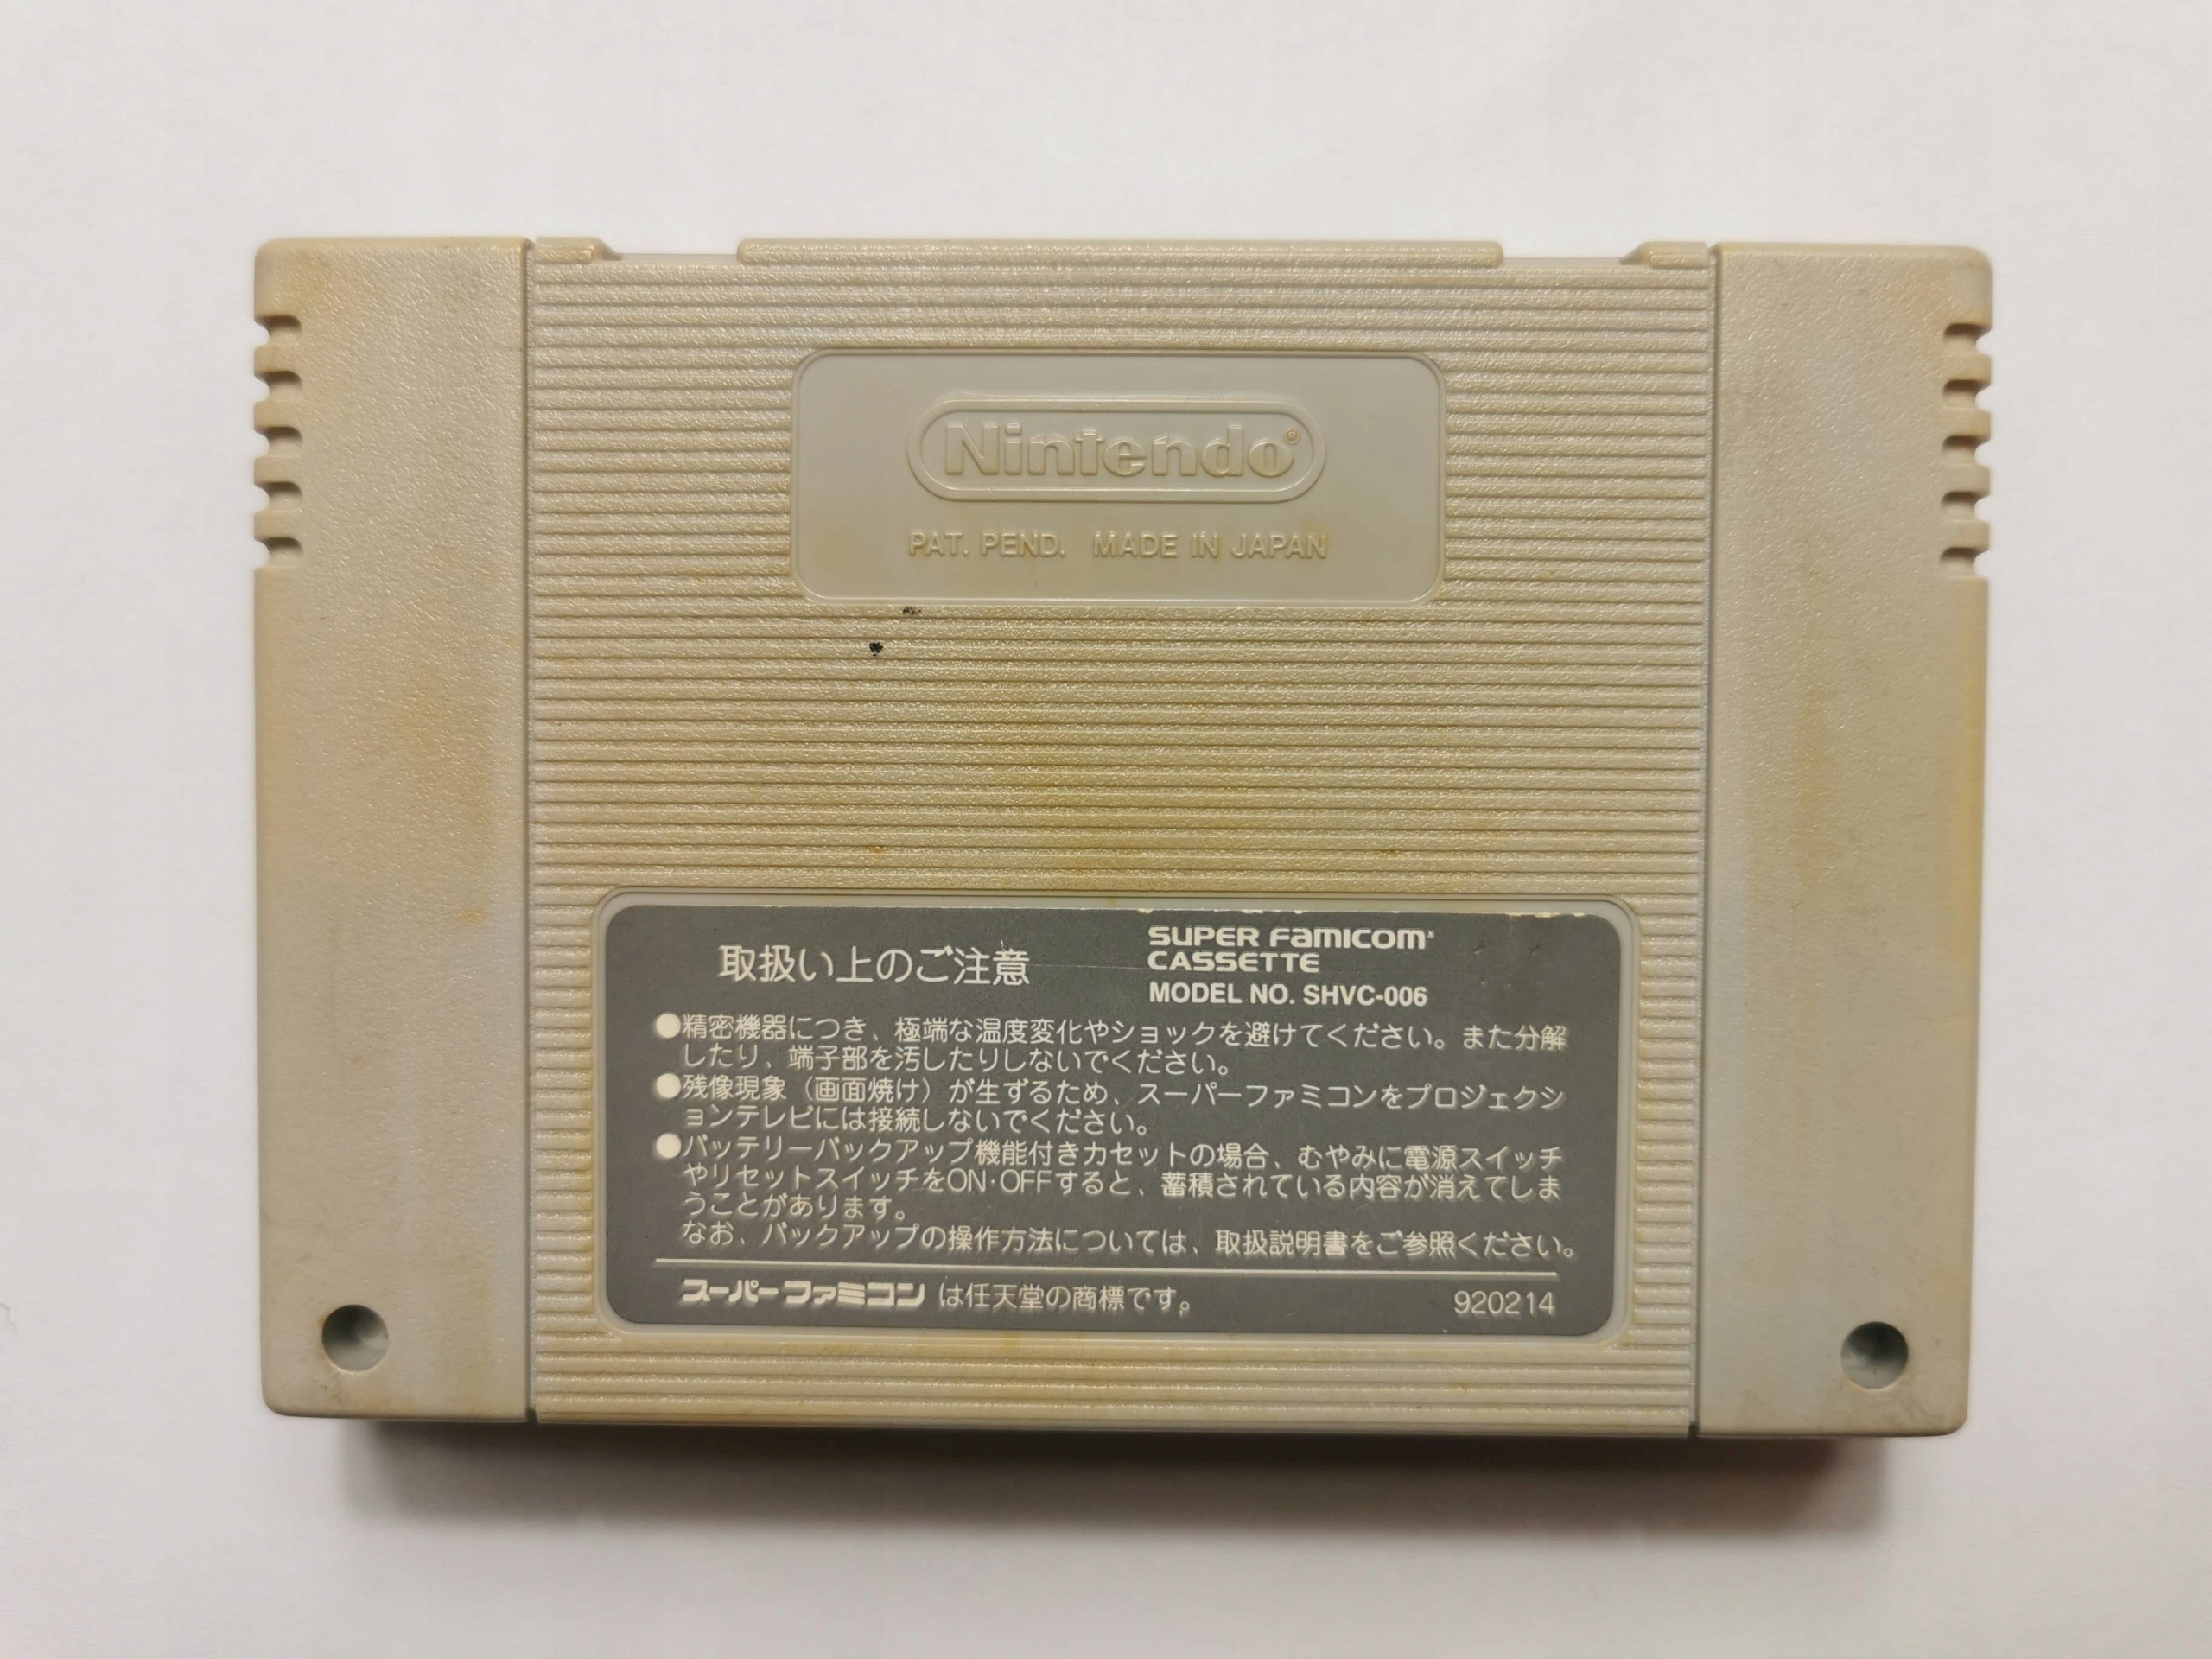 Nintendo®
PAT. PEND. MADE IN JAPAN
取扱い上のご注意
SUPER FAMICOM
CASSETTE
MODEL NO. SHVC-006
●精密機器につき、極端な温度変化やショックを避けてください。また分解
したり、端子部を汚したりしないでください。
●残像現象（画面焼け）が生ずるため、スーパーファミコンをプロジェクシ
ョンテレビには接続しないでください。
●バッテリーバックアップ機能付きカセットの場合、むやみに電源スイッチ
やリセットスイッチをON·OFFすると、蓄積されている内容が消えてしま
うことがあります。
なお、バックアップの操作方法については、取扱説明書をご参照ください。
スーパーファミコン は任天堂の商標です。
920214